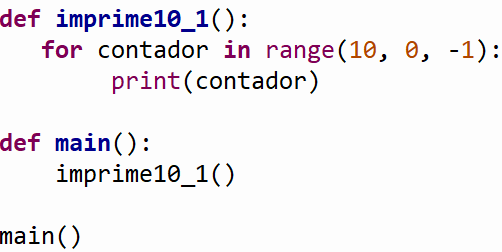 def imprime10_1():
    for contador in range(10, 0, -1):
        print(contador)

def main():
    imprime10_1()

main()